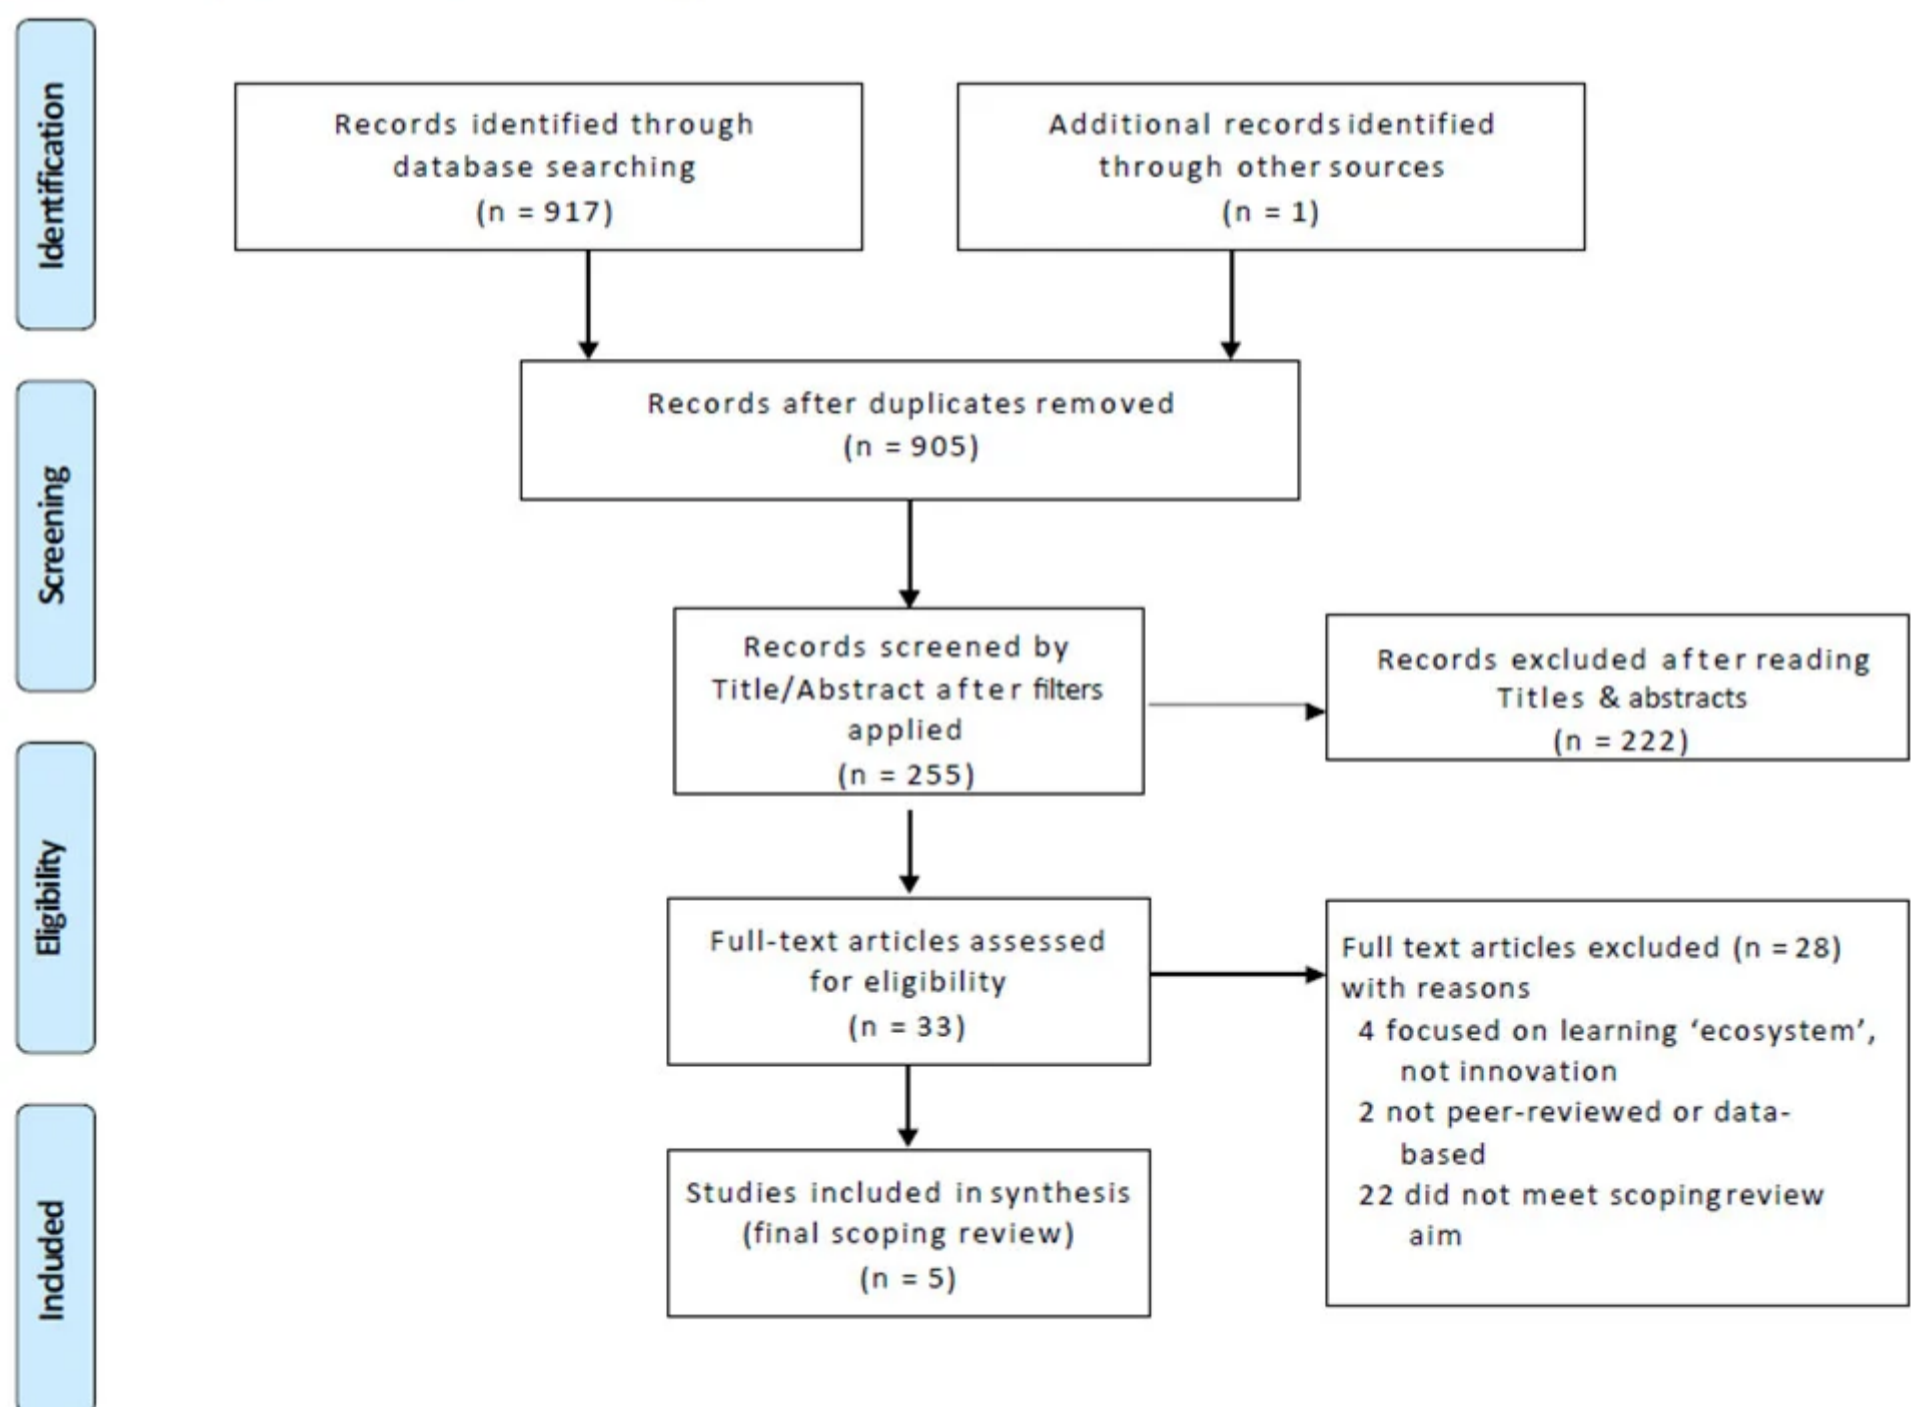 Identification
Records identified through
database searching
(n = 917)
Additional records identified
through other sources
(n = 1)
Screening
Records after duplicates removed
(n = 905)
Records screened by
Title/Abstract after filters
applied
(n = 255)
Records excluded after reading
Titles & abstracts
(n = 222)
Eligibility
Full-text articles assessed
for eligibility
(n = 33)
Full text articles excluded (n = 28)
with reasons
4 focused on learning ‘ecosystem’,
not innovation
2 not peer-reviewed or data-
based
22 did not meet scoping review
aim
Included
Studies included in synthesis
(final scoping review)
(n = 5)